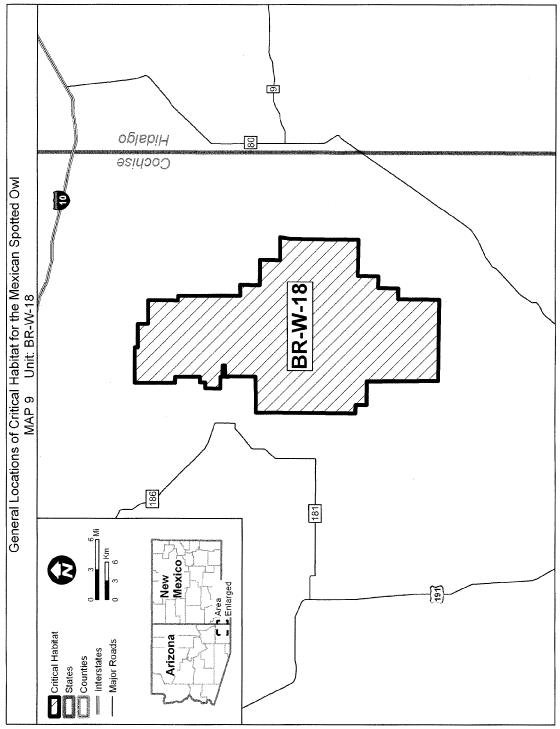 General Locations of Critical Habitat for the Mexican Spotted Owl
MAP 9 Unit: BR-W-18
10
Cochise
Hidalgo
80
9
BR-W-18
186
181
191
Critical Habitat
States
Counties
Interstates
Major Roads
N
0 3 6 Mi
0 3 6 Km
Arizona
New
Mexico
Area
Enlarged